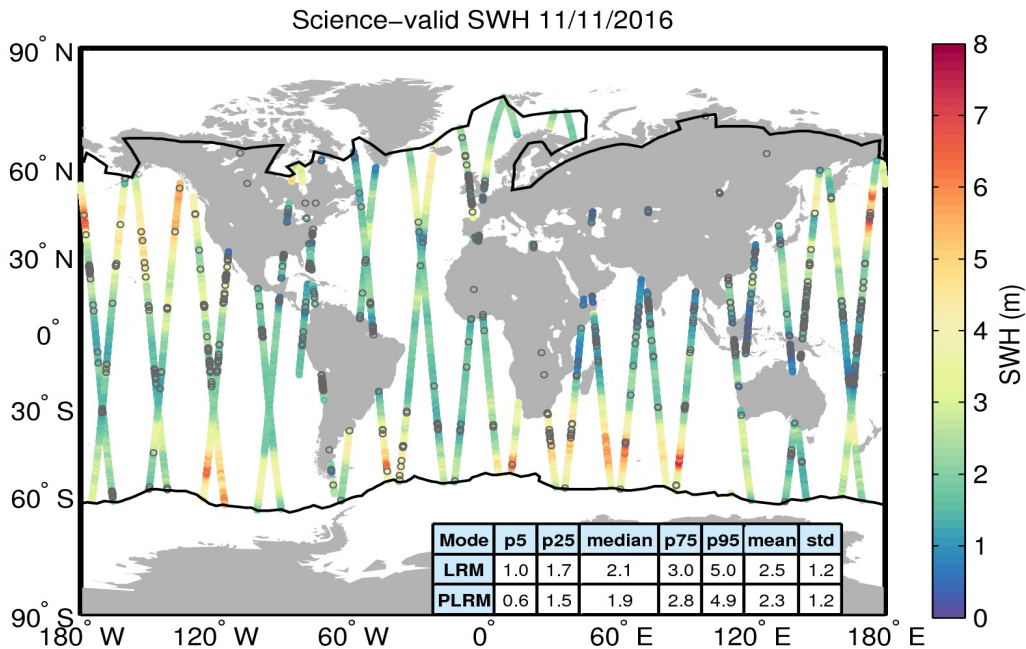 Science−valid SWH 11/11/2016
90° N
60° N
30° N
0°
30° S
60° S
90° S
180° W
120° W
60° W
0°
60° E
120° E
180° E
Mode p5 p25 median p75 p95 mean std
LRM 1.0 1.7 2.1 3.0 5.0 2.5 1.2
PLRM 0.6 1.5 1.9 2.8 4.9 2.3 1.2
8
7
6
5
4
3
2
1
0
SWH (m)